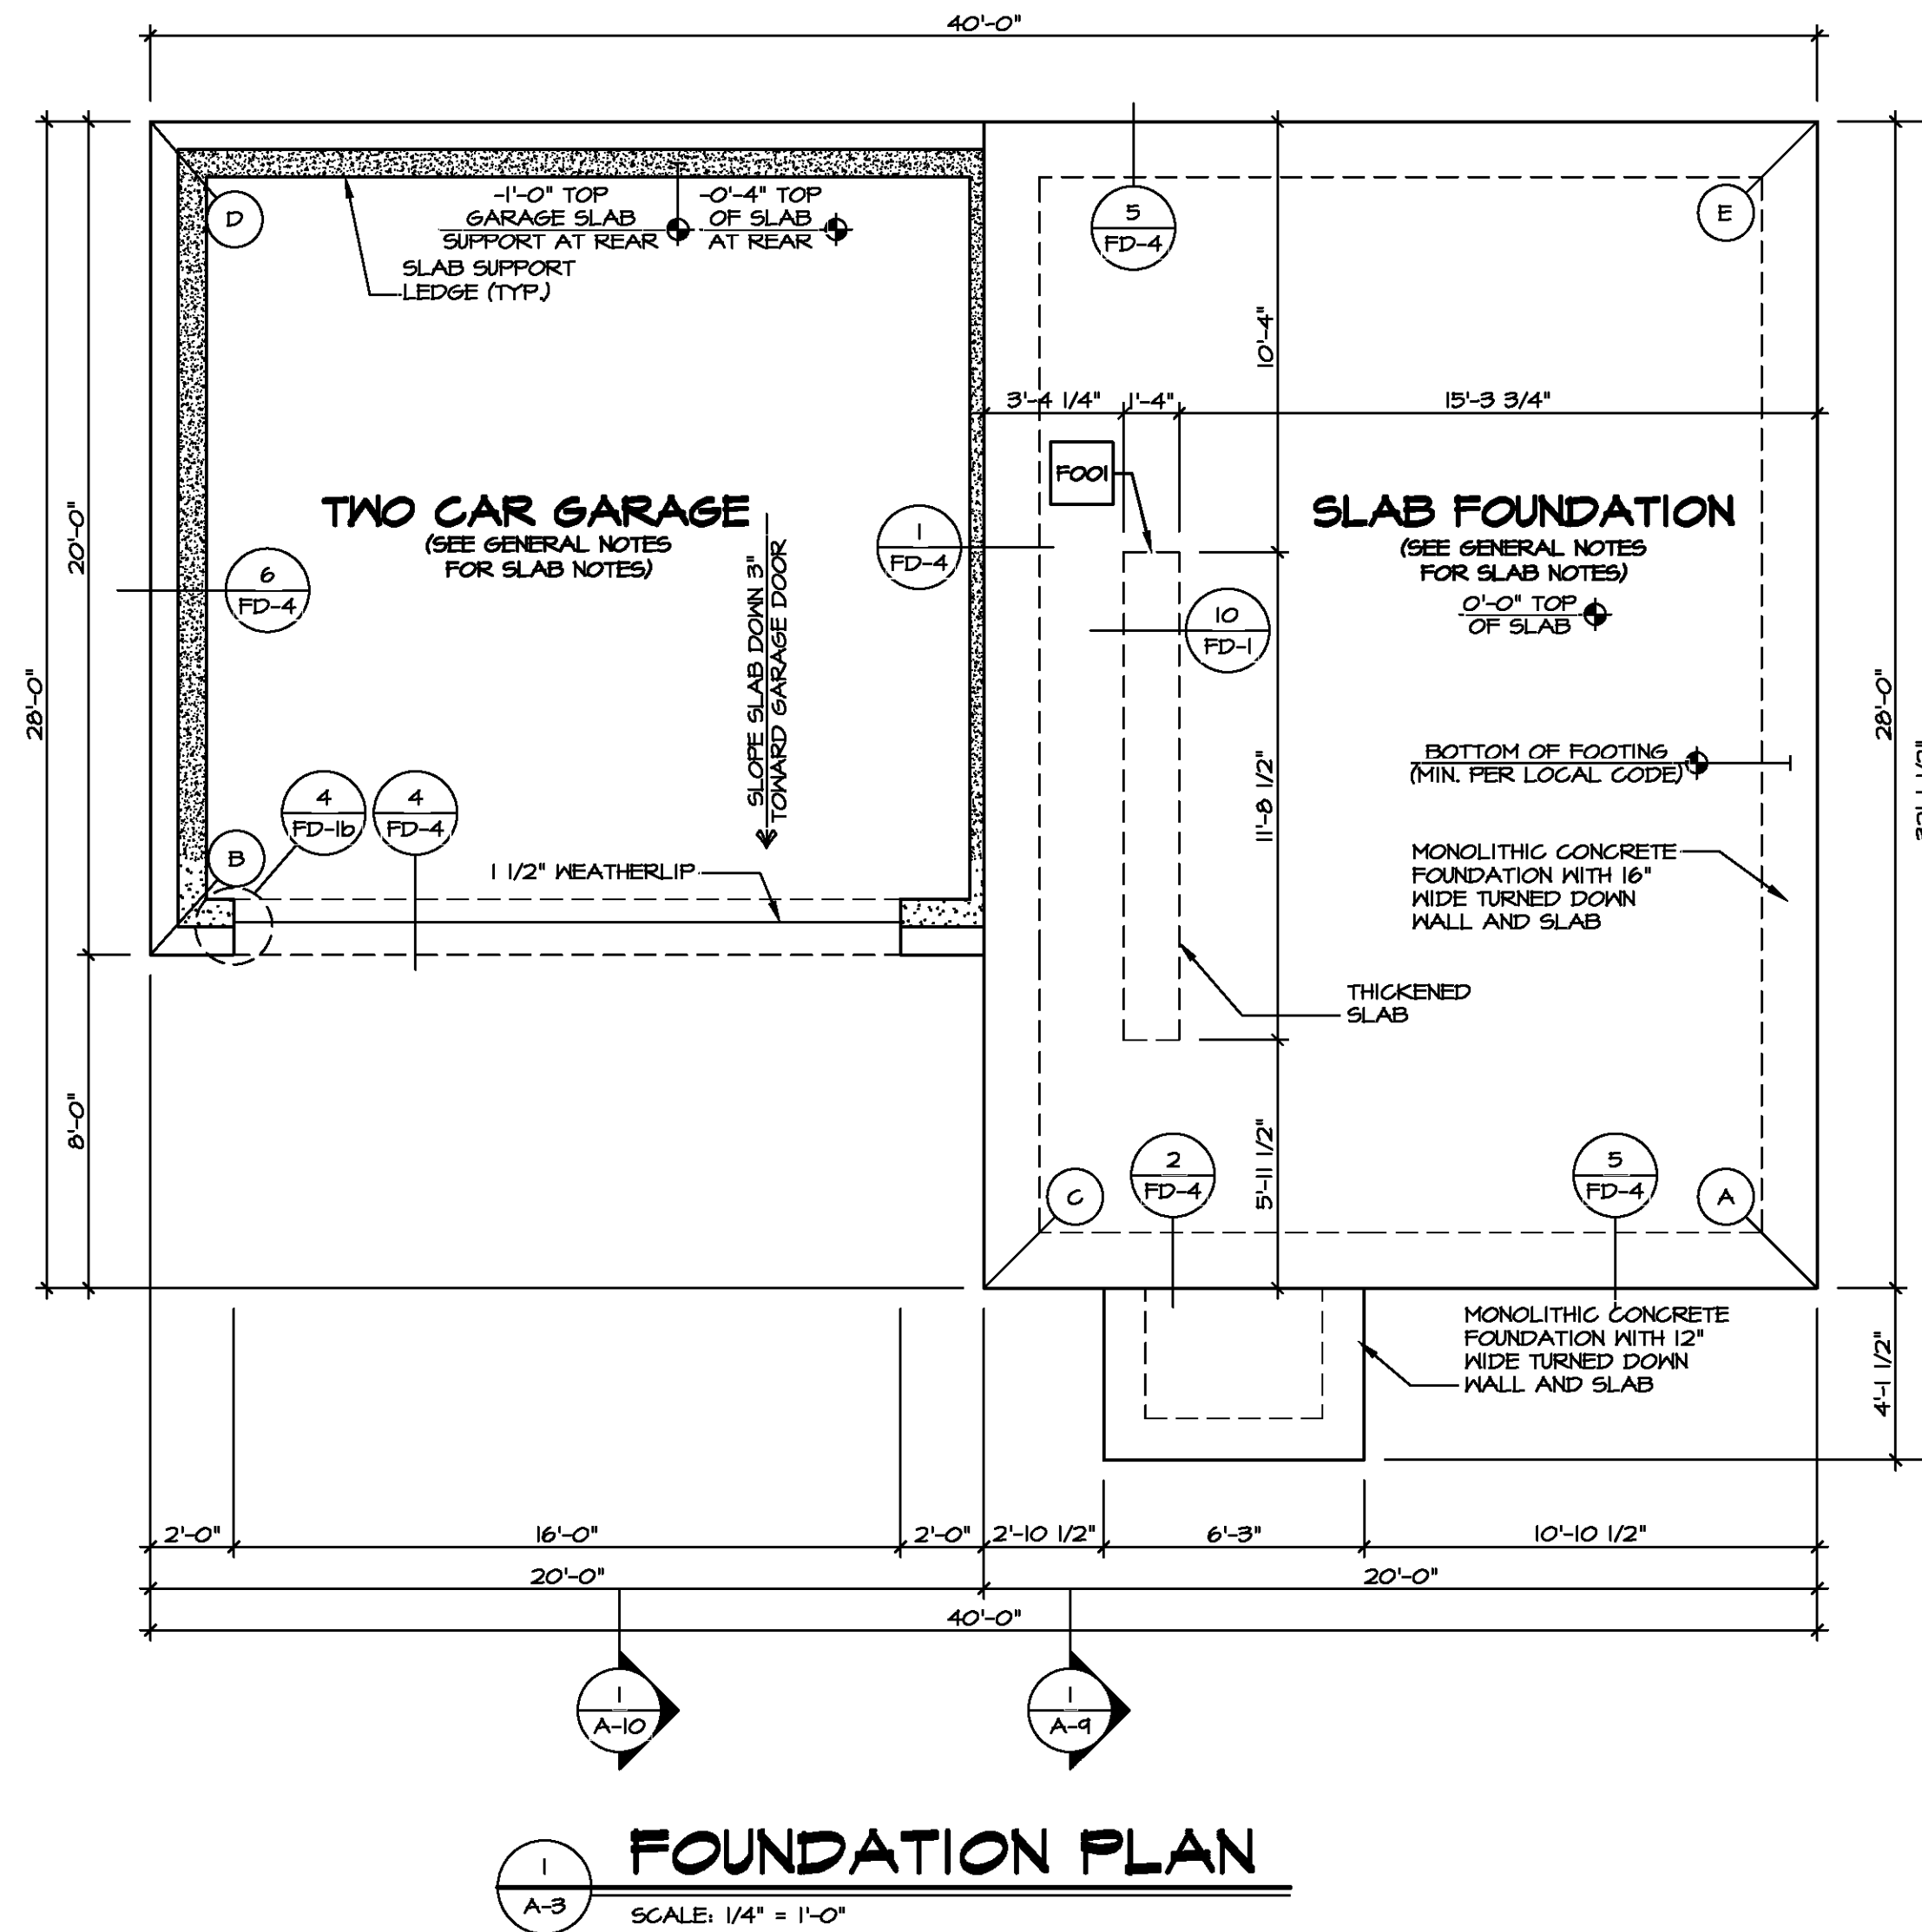 40'-0"
-1'-0" TOP
GARAGE SLAB
SUPPORT AT REAR
-0'-4" TOP
OF SLAB
AT REAR
D
SLAB SUPPORT
LEDGE (TYP.)
5
FD-4
E
10'-4"
3'-4 1/4"
1'-4"
15'-3 3/4"
F001
TWO CAR GARAGE
(SEE GENERAL NOTES
FOR SLAB NOTES)
SLAB FOUNDATION
(SEE GENERAL NOTES
FOR SLAB NOTES)
0'-0" TOP
OF SLAB
20'-0"
28'-0"
6
FD-4
1
FD-4
10
FD-1
SLOPE SLAB DOWN 3"
TOWARD GARAGE DOOR
28'-0"
BOTTOM OF FOOTING
(MIN. PER LOCAL CODE)
4
FD-1b
4
FD-4
B
1 1/2" WEATHERLIP
11'-8 1/2"
MONOLITHIC CONCRETE
FOUNDATION WITH 16"
WIDE TURNED DOWN
WALL AND SLAB
THICKENED
SLAB
8'-0"
5'-11 1/2"
C
2
FD-4
5
FD-4
A
MONOLITHIC CONCRETE
FOUNDATION WITH 12"
WIDE TURNED DOWN
WALL AND SLAB
4'-1 1/2"
2'-0"
16'-0"
2'-0"
2'-10 1/2"
6'-3"
10'-10 1/2"
20'-0"
20'-0"
40'-0"
1
A-10
1
A-9
1
A-3
FOUNDATION PLAN
SCALE: 1/4" = 1'-0"